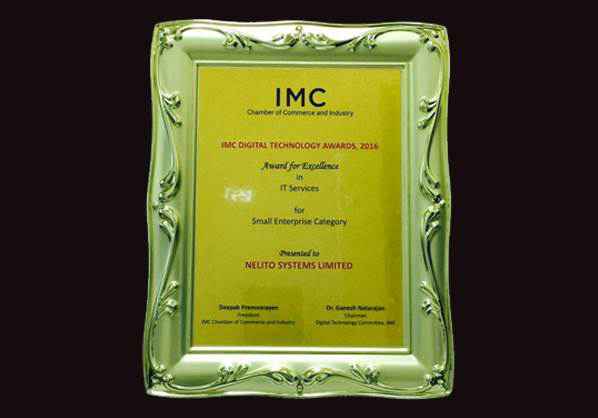 IMC
Chamber of Commerce and Industry
IMC DIGITAL TECHNOLOGY AWARDS, 2016
Award for Excellence
in
IT Services
for
Small Enterprise Category
Presented to
NELITO SYSTEMS LIMITED
Deepak Premnarayen
President
IMC Chamber of Commerce and Industry
Dr. Ganesh Natarajan
Chairman
Digital Technology Committee, IMC